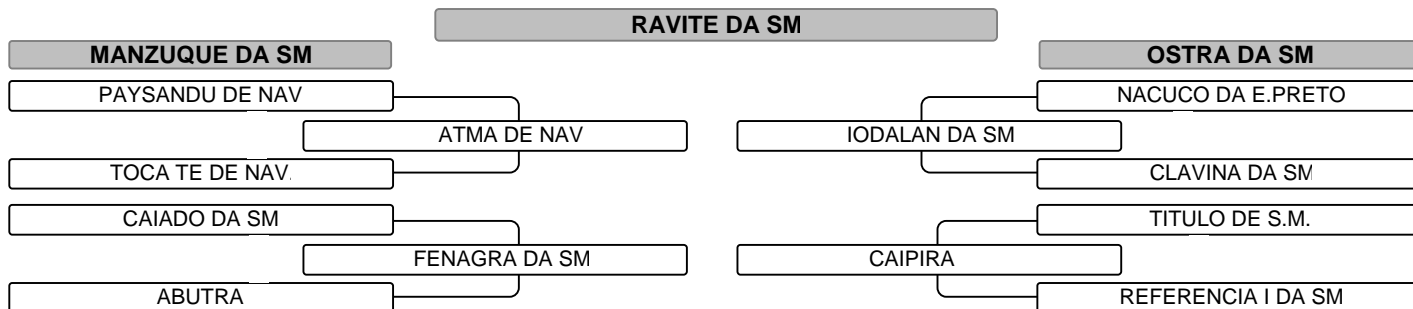 RAVITE DA SM
MANZUQUE DA SM
OSTRA DA SM
PAYSANDU DE NAV
NACUCO DA E.PRETO
ATMA DE NAV
IODALAN DA SM
TOCA TE DE NAV.
CLAVINA DA SM
CAIADO DA SM
TITULO DE S.M.
FENAGRA DA SM
CAIPIRA
ABUTRA
REFERENCIA I DA SM